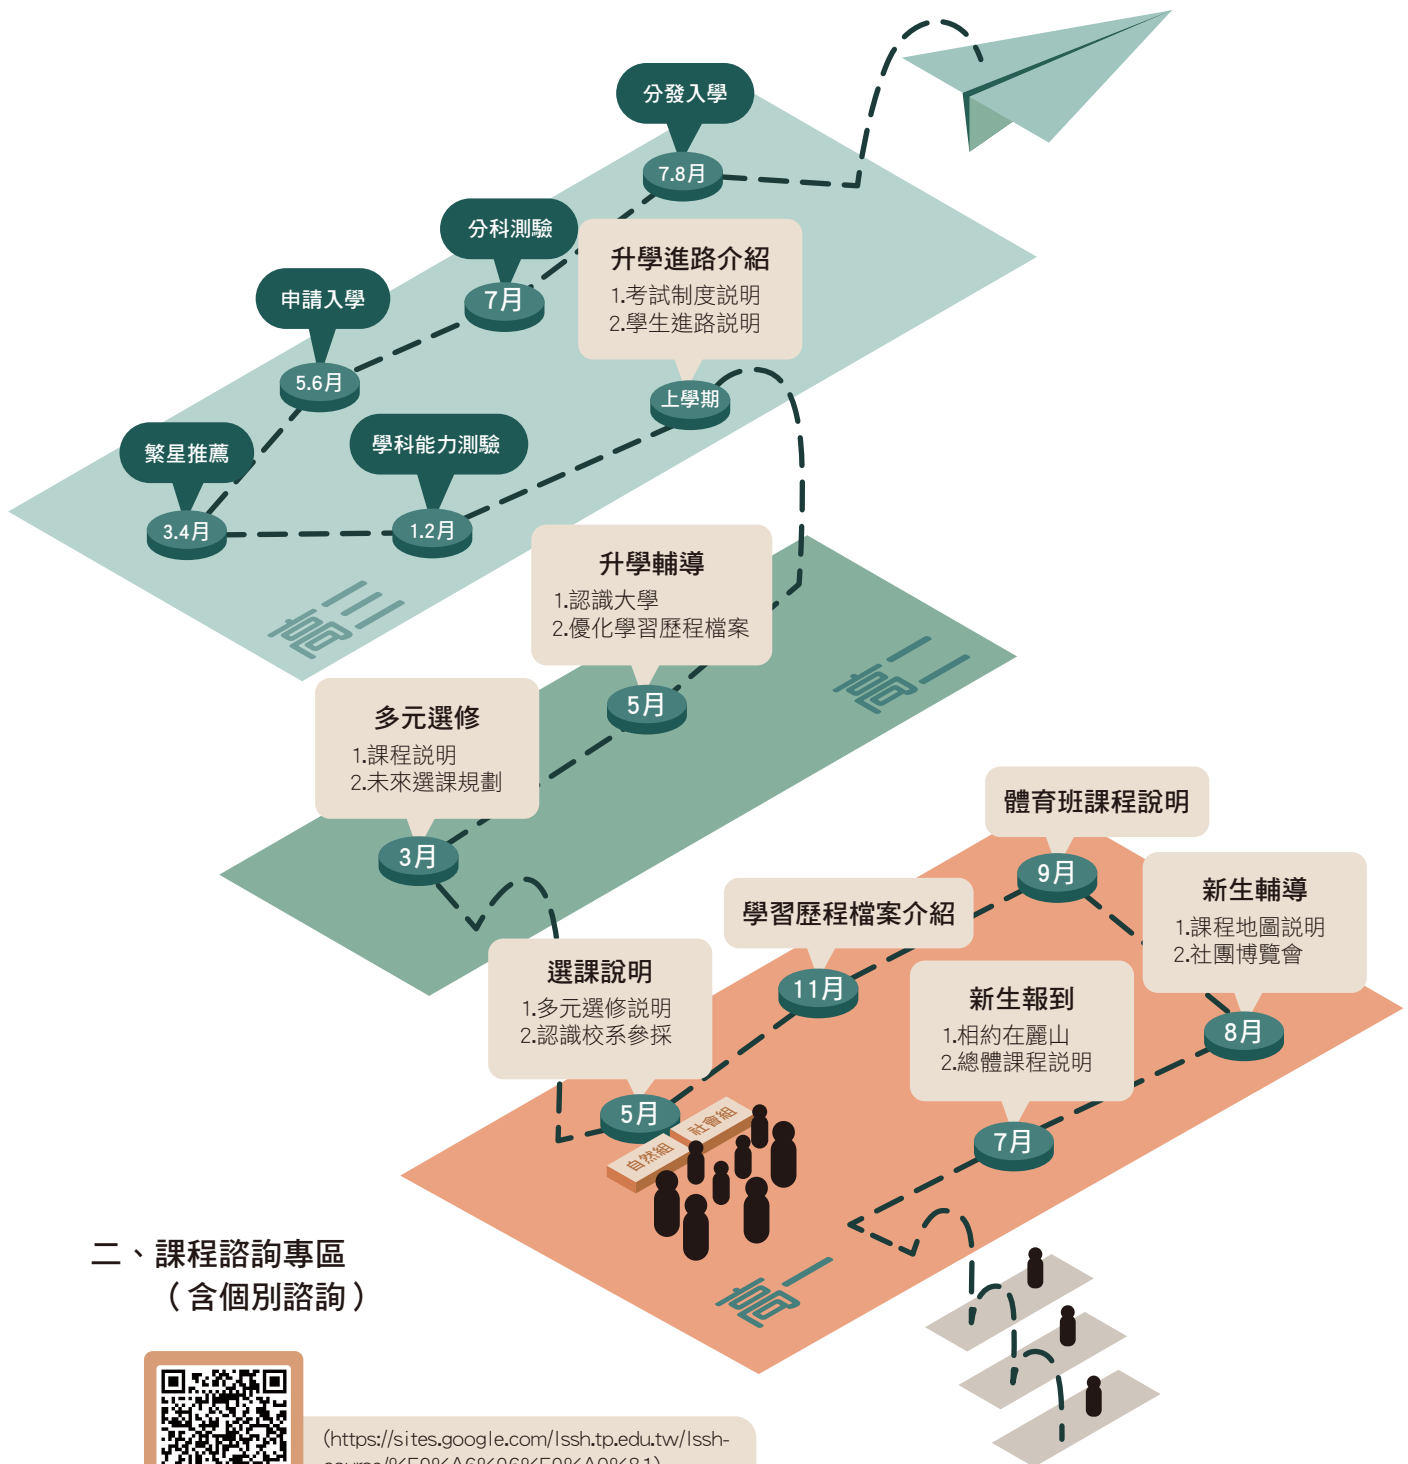 分發入學
7.8月
分科測驗
7月
升學進路介紹
1.考試制度說明
2.學生進路說明
申請入學
5.6月
上學期
學科能力測驗
1.2月
繁星推薦
3.4月
高三
升學輔導
1.認識大學
2.優化學習歷程檔案
5月
高二
多元選修
1.課程說明
2.未來選課規劃
3月
體育班課程說明
9月
新生輔導
1.課程地圖說明
2.社團博覽會
8月
學習歷程檔案介紹
11月
選課說明
1.多元選修說明
2.認識校系參採
5月
新生報到
1.相約在麗山
2.總體課程說明
7月
社會組
自然組
高一
二、課程諮詢專區
（含個別諮詢）
(https://sites.google.com/lssh.tp.edu.tw/lssh-